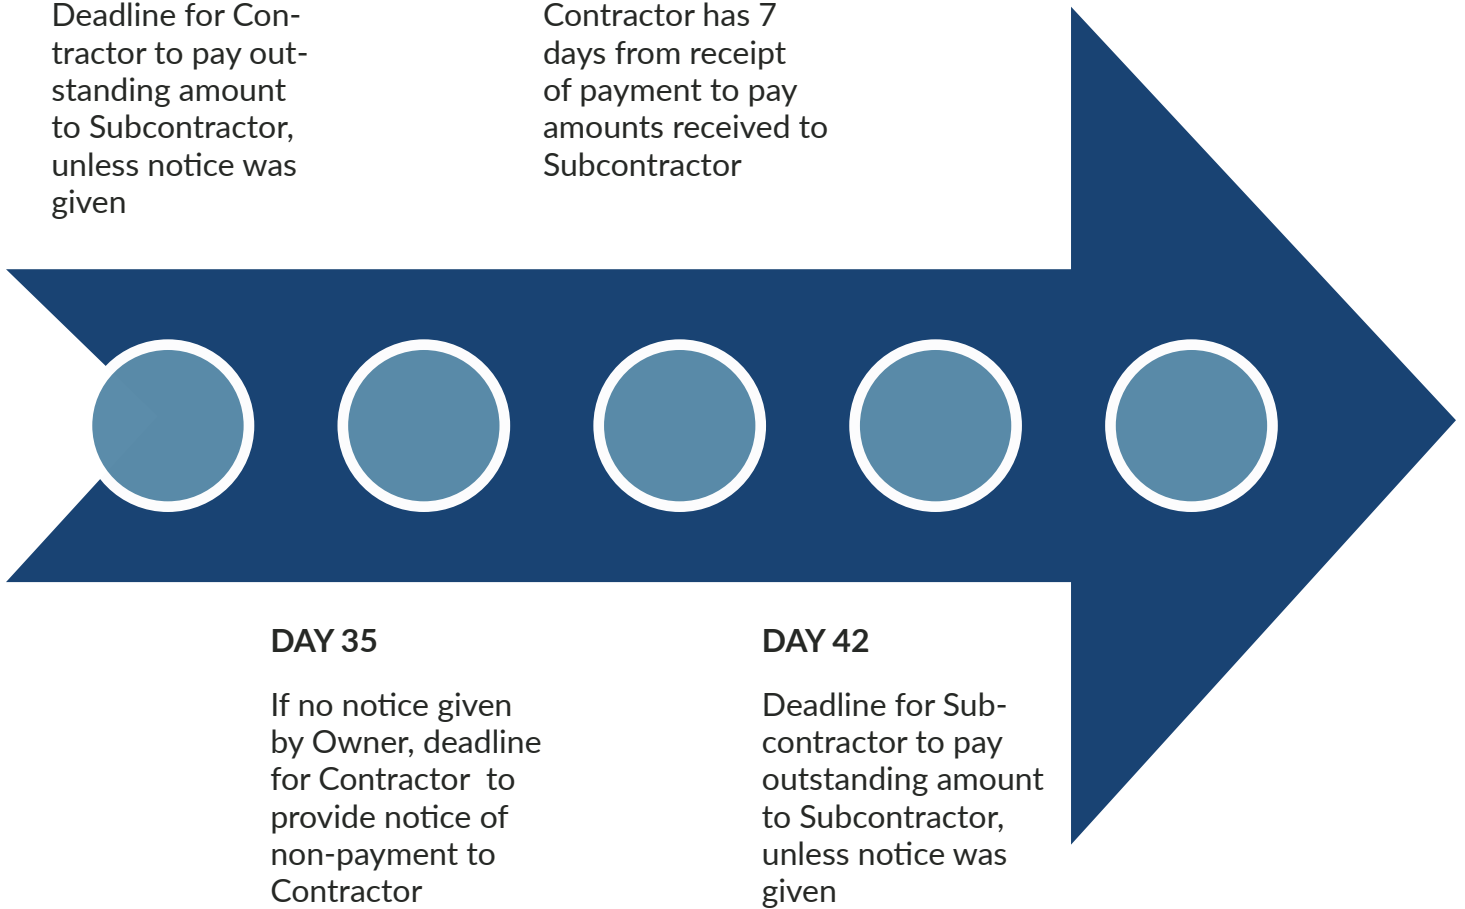 Deadline for Con-
tractor to pay out-
standing amount
to Subcontractor,
unless notice was
given
Contractor has 7
days from receipt
of payment to pay
amounts received to
Subcontractor
DAY 35
If no notice given
by Owner, deadline
for Contractor  to
provide notice of
non-payment to
Contractor
DAY 42
Deadline for Sub-
contractor to pay
outstanding amount
to Subcontractor,
unless notice was
given